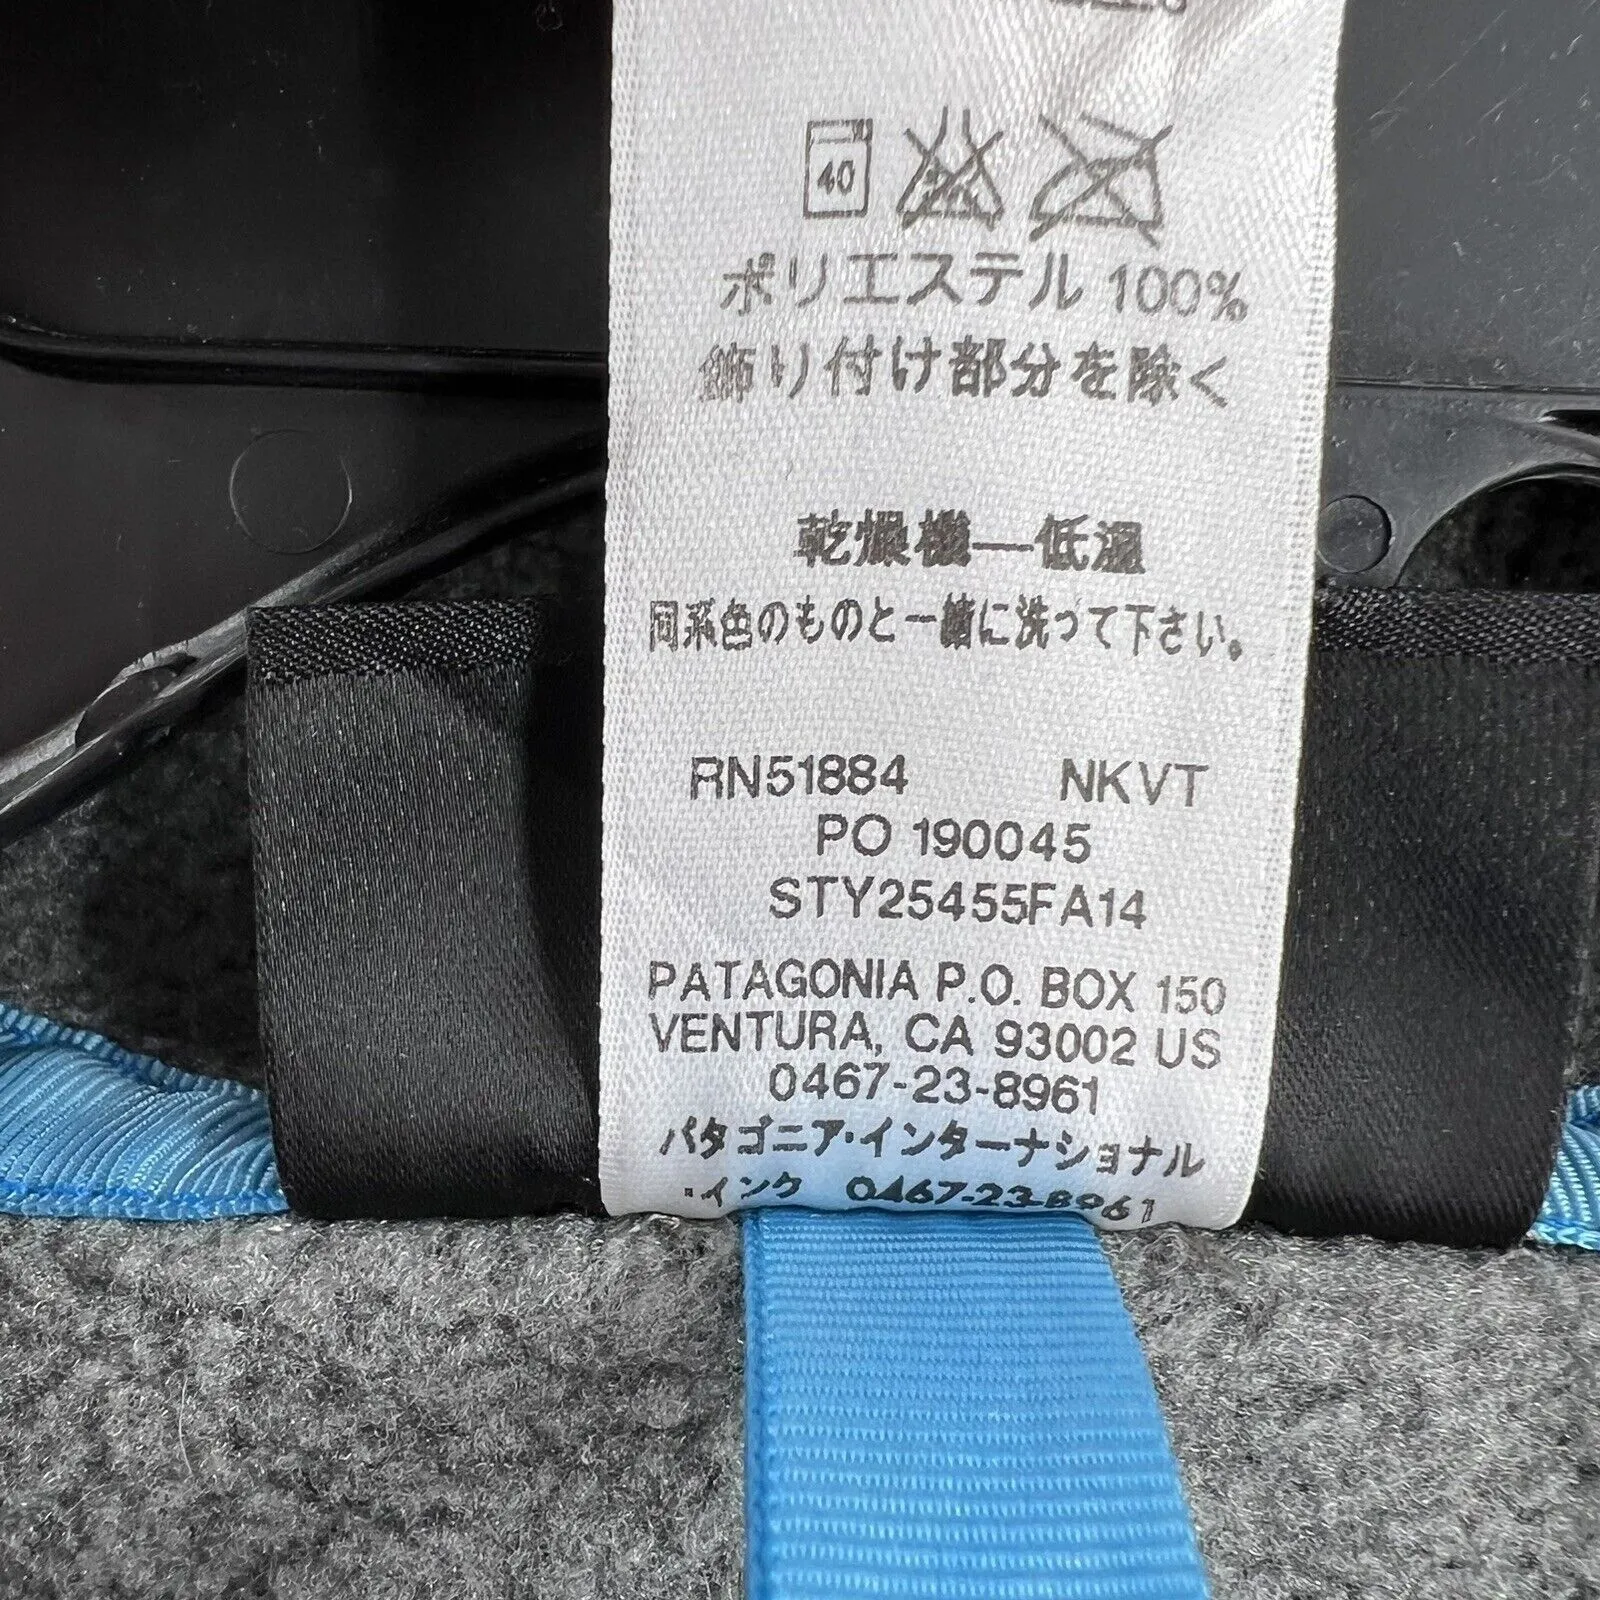 40
ポリエステル 100%
飾り付け部分を除く
乾燥機—低温
同系色のものと一緒に洗って下さい。
RN51884 NKVT
PO 190045
STY25455FA14
PATAGONIA P.O. BOX 150
VENTURA, CA 93002 US
0467-23-8961
パタゴニア・インターナショナル
・インク 0467-23-8961